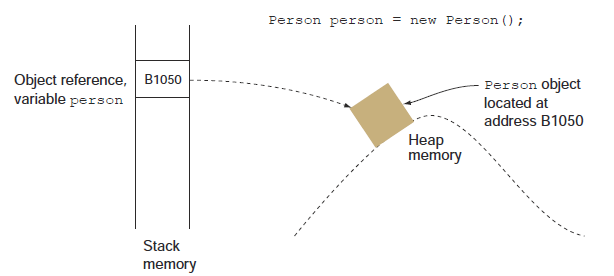 Person person = new Person();
Object reference,
variable person
B1050
Person object
located at
address B1050
Heap
memory
Stack
memory